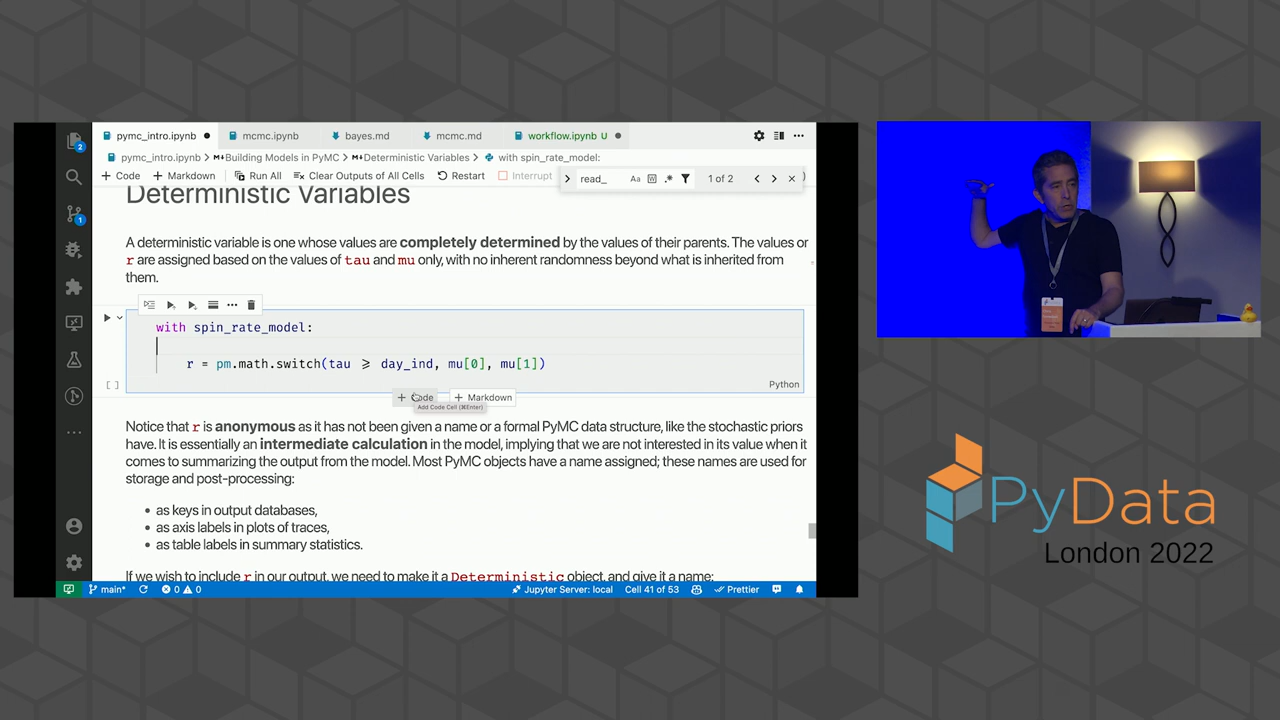 pymc_intro.ipynb
mcmc.ipynb
bayes.md
mcmc.md
workflow.ipynb U
pymc_intro.ipynb > M↓Building Models in PyMC > M↓Deterministic Variables > with spin_rate_model:
+ Code + Markdown Run All Clear Outputs of All Cells Restart Interrupt
read_ Aa 1 of 2
Deterministic Variables
A deterministic variable is one whose values are completely determined by the values of their parents. The values or
r are assigned based on the values of tau and mu only, with no inherent randomness beyond what is inherited from
them.
with spin_rate_model:
r = pm.math.switch(tau ⩾ day_ind, mu[0], mu[1])
[ ]
Python
+ Code + Markdown
Add Code Cell (⌘Enter)
Notice that r is anonymous as it has not been given a name or a formal PyMC data structure, like the stochastic priors
have. It is essentially an intermediate calculation in the model, implying that we are not interested in its value when it
comes to summarizing the output from the model. Most PyMC objects have a name assigned; these names are used for
storage and post-processing:
• as keys in output databases,
• as axis labels in plots of traces,
• as table labels in summary statistics.
If we wish to include r in our output, we need to make it a Deterministic object, and give it a name:
main* 0 0 Jupyter Server: local Cell 41 of 53 Prettier
2
1
PyData
London 2022